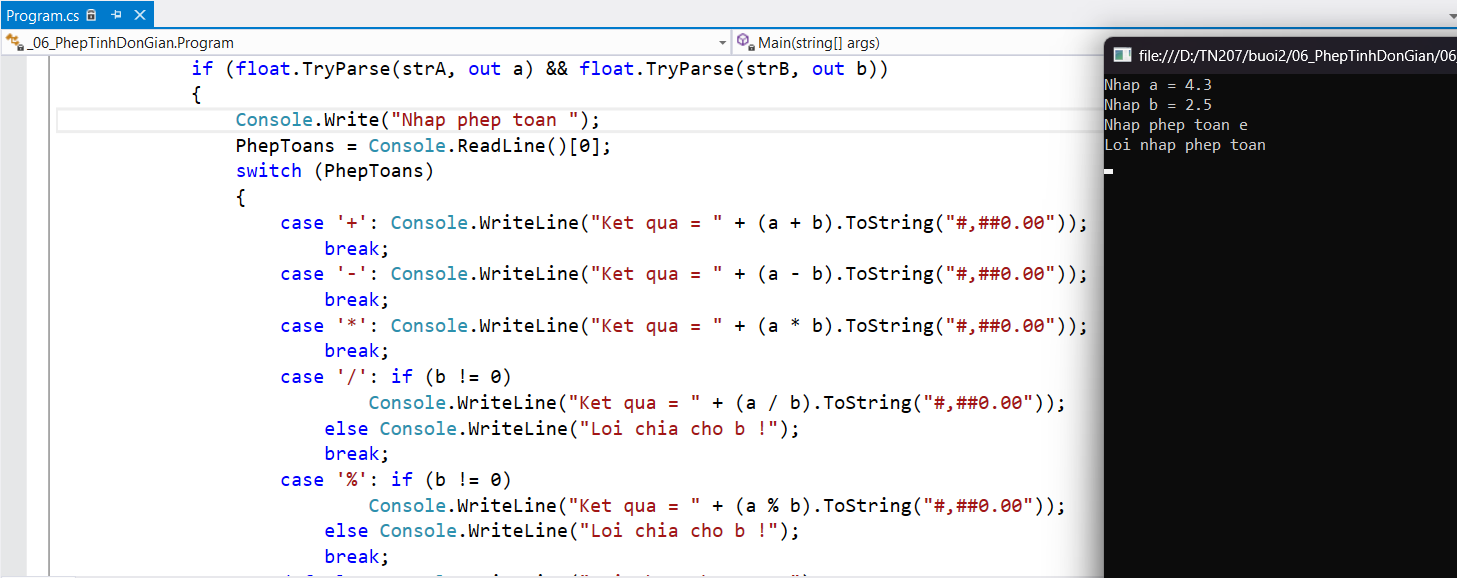 Program.cs
_06_PhepTinhDonGian.Program
Main(string[] args)
if (float.TryParse(strA, out a) && float.TryParse(strB, out b))
{
Console.Write("Nhap phep toan ");
PhepToans = Console.ReadLine()[0];
switch (PhepToans)
{
case '+': Console.WriteLine("Ket qua = " + (a + b).ToString("#,##0.00"));
break;
case '-': Console.WriteLine("Ket qua = " + (a - b).ToString("#,##0.00"));
break;
case '*': Console.WriteLine("Ket qua = " + (a * b).ToString("#,##0.00"));
break;
case '/': if (b != 0)
Console.WriteLine("Ket qua = " + (a / b).ToString("#,##0.00"));
else Console.WriteLine("Loi chia cho b !");
break;
case '%': if (b != 0)
Console.WriteLine("Ket qua = " + (a % b).ToString("#,##0.00"));
else Console.WriteLine("Loi chia cho b !");
break;
file:///D:/TN207/buoi2/06_PhepTinhDonGian/06_
Nhap a = 4.3
Nhap b = 2.5
Nhap phep toan e
Loi nhap phep toan